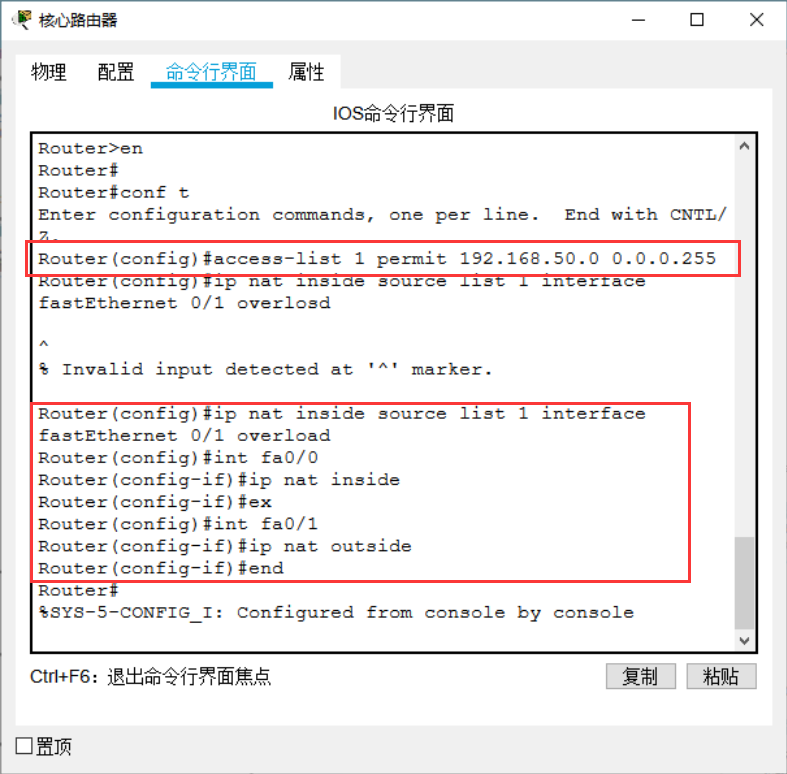 核心路由器
物理 配置 命令行界面 属性
IOS命令行界面
Router>en
Router#
Router#conf t
Enter configuration commands, one per line.  End with CNTL/
Z.
Router(config)#access-list 1 permit 192.168.50.0 0.0.0.255
Router(config)#ip nat inside source list 1 interface
fastEthernet 0/1 overlosd
^
% Invalid input detected at '^' marker.
Router(config)#ip nat inside source list 1 interface
fastEthernet 0/1 overload
Router(config)#int fa0/0
Router(config-if)#ip nat inside
Router(config-if)#ex
Router(config)#int fa0/1
Router(config-if)#ip nat outside
Router(config-if)#end
Router#
%SYS-5-CONFIG_I: Configured from console by console
Ctrl+F6：退出命令行界面焦点 复制 粘贴
置顶